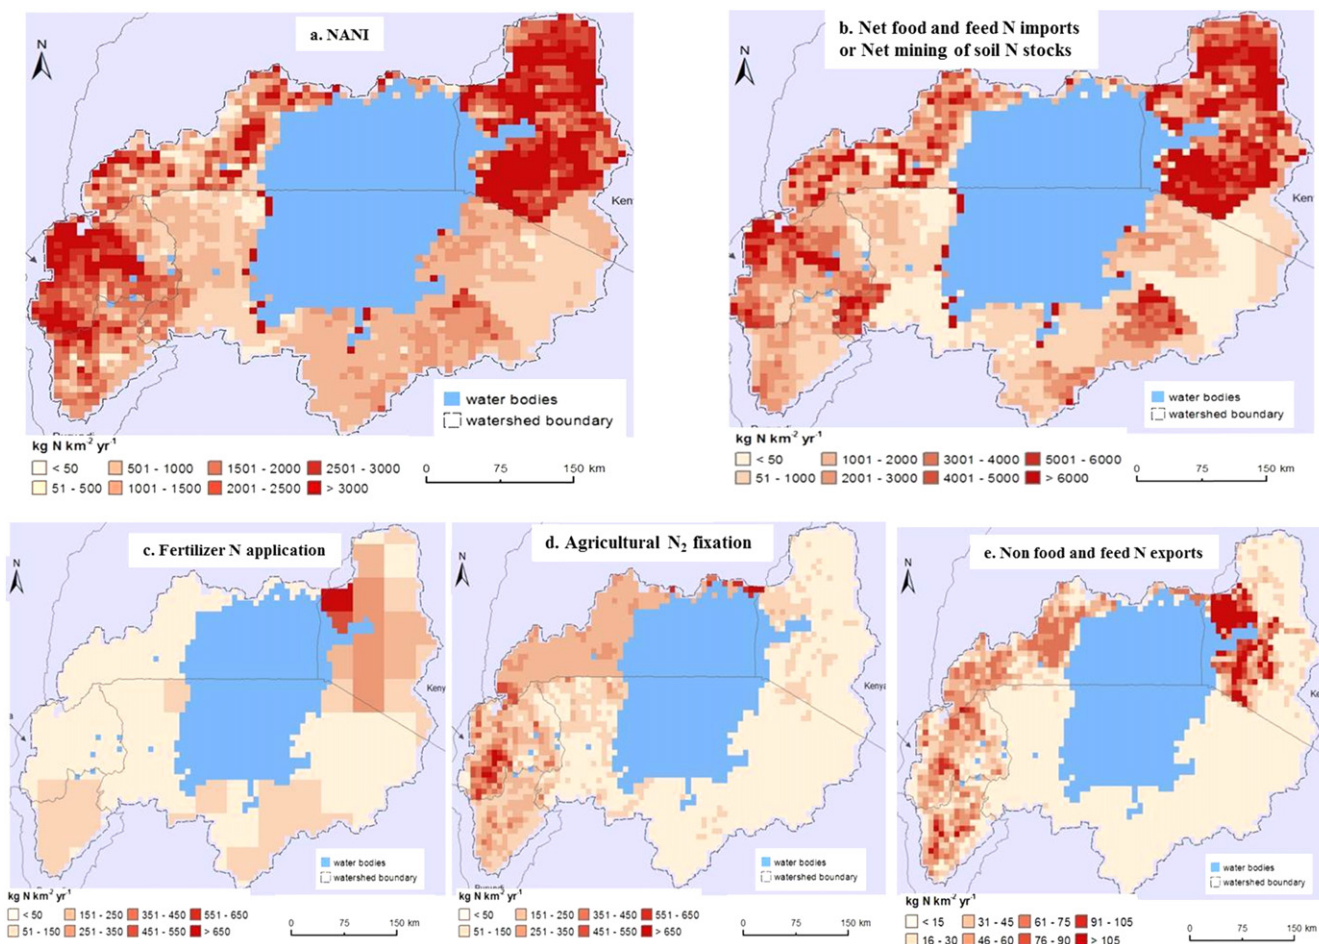 a. NANI
N
Ken
water bodies
watershed boundary
kg N km-2 yr-1
< 50
501 - 1000
1501 - 2000
2501 - 3000
51 - 500
1001 - 1500
2001 - 2500
> 3000
0 75 150 km
b. Net food and feed N imports
or Net mining of soil N stocks
N
Ken
water bodies
watershed boundary
kg N km-2 yr-1
< 50
1001 - 2000
3001 - 4000
5001 - 6000
51 - 1000
2001 - 3000
4001 - 5000
> 6000
0 75 150 km
c. Fertilizer N application
N
Kenya
water bodies
watershed boundary
kg N km-2 yr-1
< 50
151 - 250
351 - 450
551 - 650
51 - 150
251 - 350
451 - 550
> 650
0 75 150 km
d. Agricultural N2 fixation
N
Kenya
water bodies
watershed boundary
kg N km-2 yr-1
< 50
151 - 250
351 - 450
551 - 650
51 - 150
251 - 350
451 - 550
> 650
0 75 150 km
e. Non food and feed N exports
N
water bodies
watershed boundary
kg N km-2 yr-1
< 15
31 - 45
61 - 75
91 - 105
16 - 30
46 - 60
76 - 90
> 105
0 75 150 km